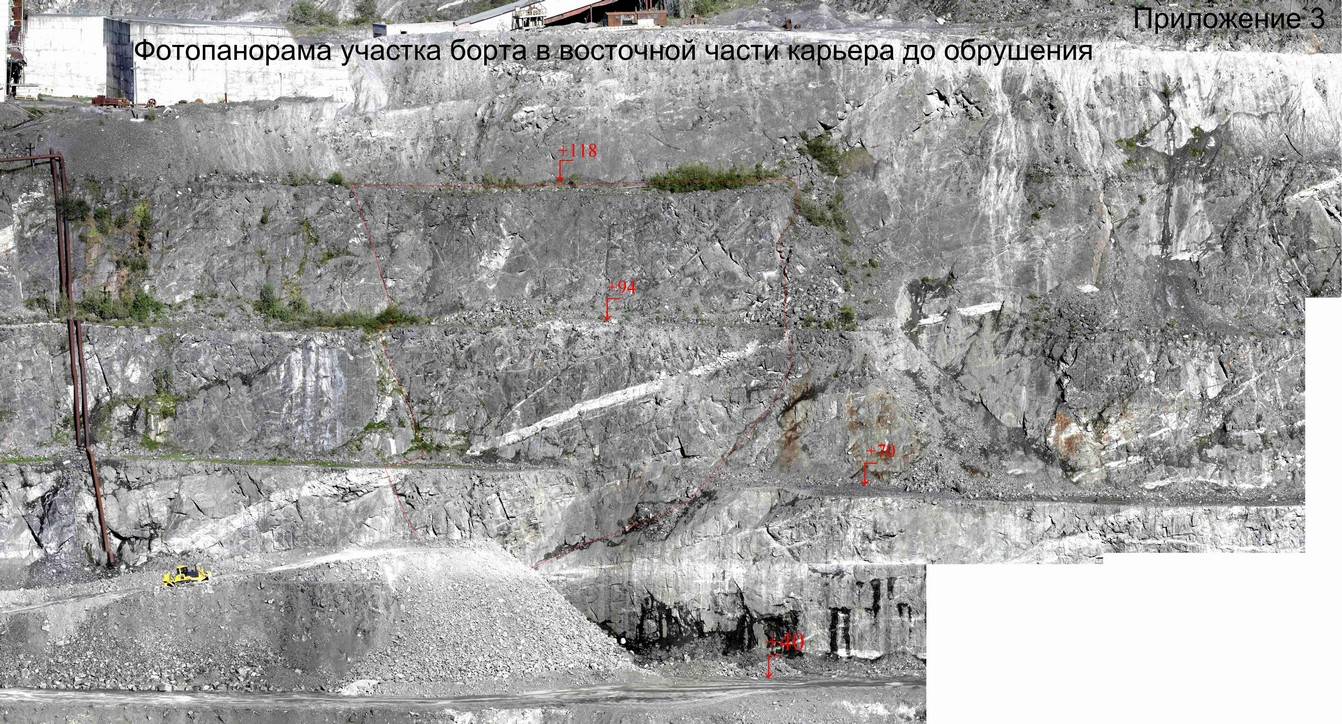 Приложение 3
Фотопанорама участка борта в восточной части карьера до обрушения
+118
+94
+70
+40